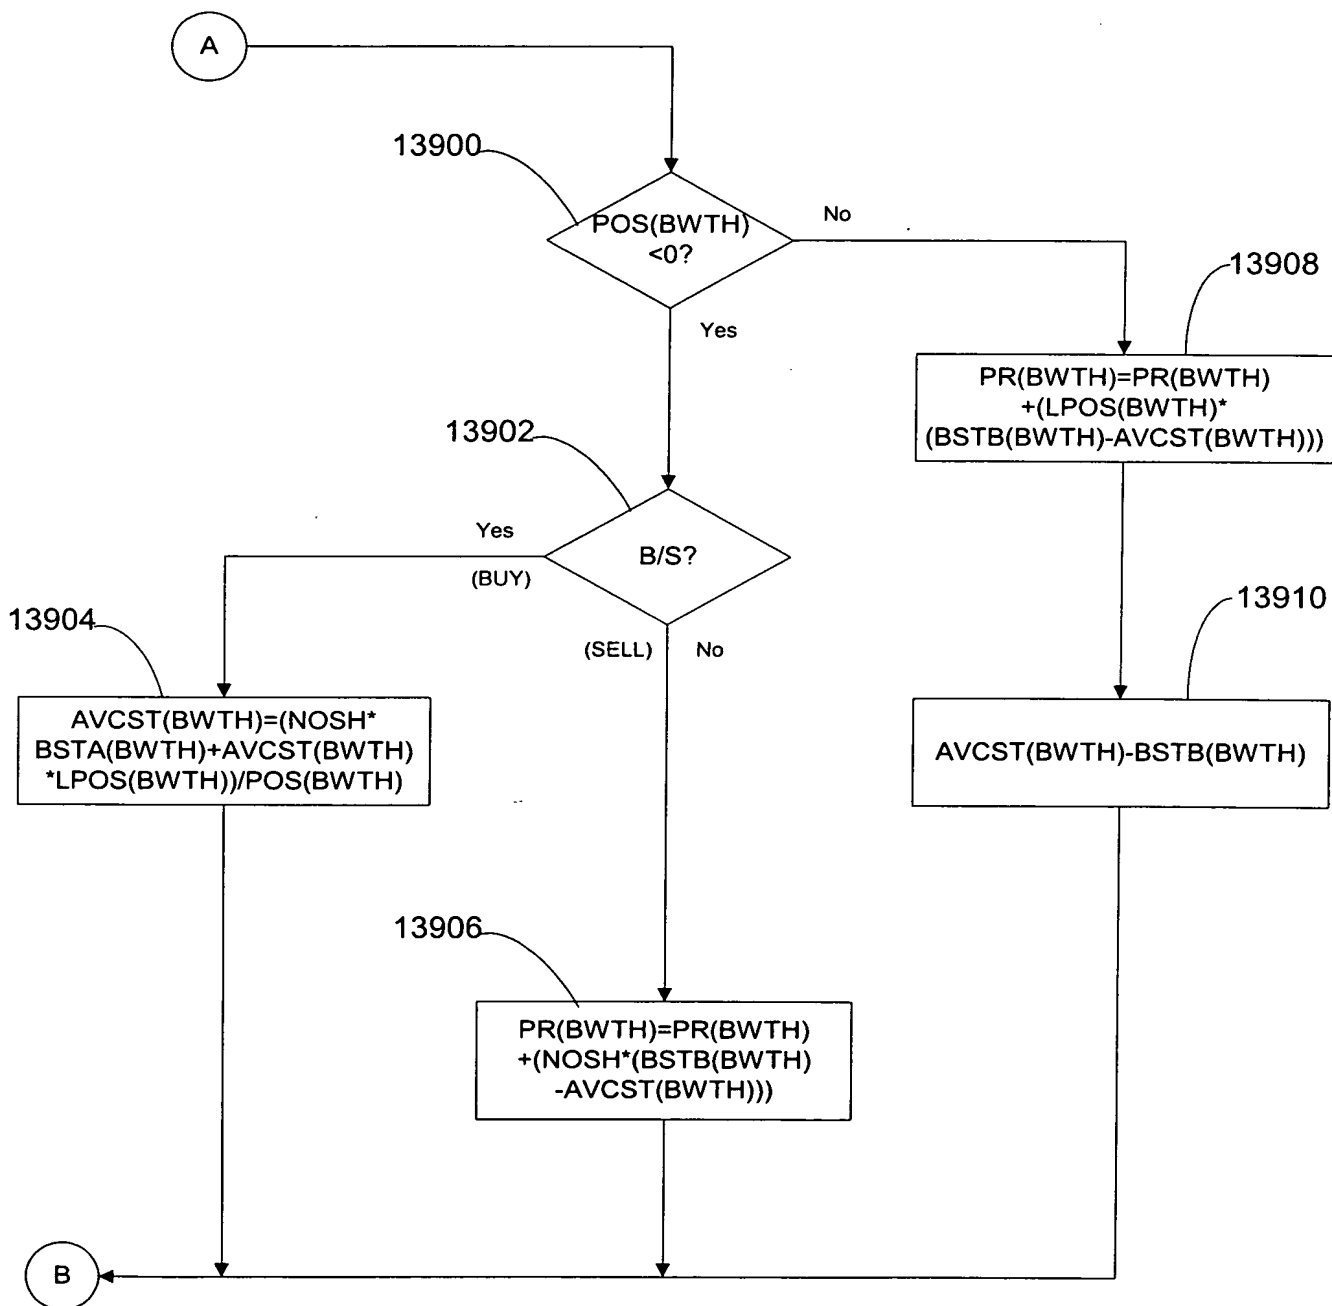 A
13900
POS(BWTH)
<0?
No
Yes
13908
PR(BWTH)=PR(BWTH)
+(LPOS(BWTH)*
(BSTB(BWTH)-AVCST(BWTH)))
13902
B/S?
Yes
(BUY)
(SELL) No
13904
AVCST(BWTH)=(NOSH*
BSTA(BWTH)+AVCST(BWTH)
*LPOS(BWTH))/POS(BWTH)
13910
AVCST(BWTH)-BSTB(BWTH)
13906
PR(BWTH)=PR(BWTH)
+(NOSH*(BSTB(BWTH)
-AVCST(BWTH)))
B